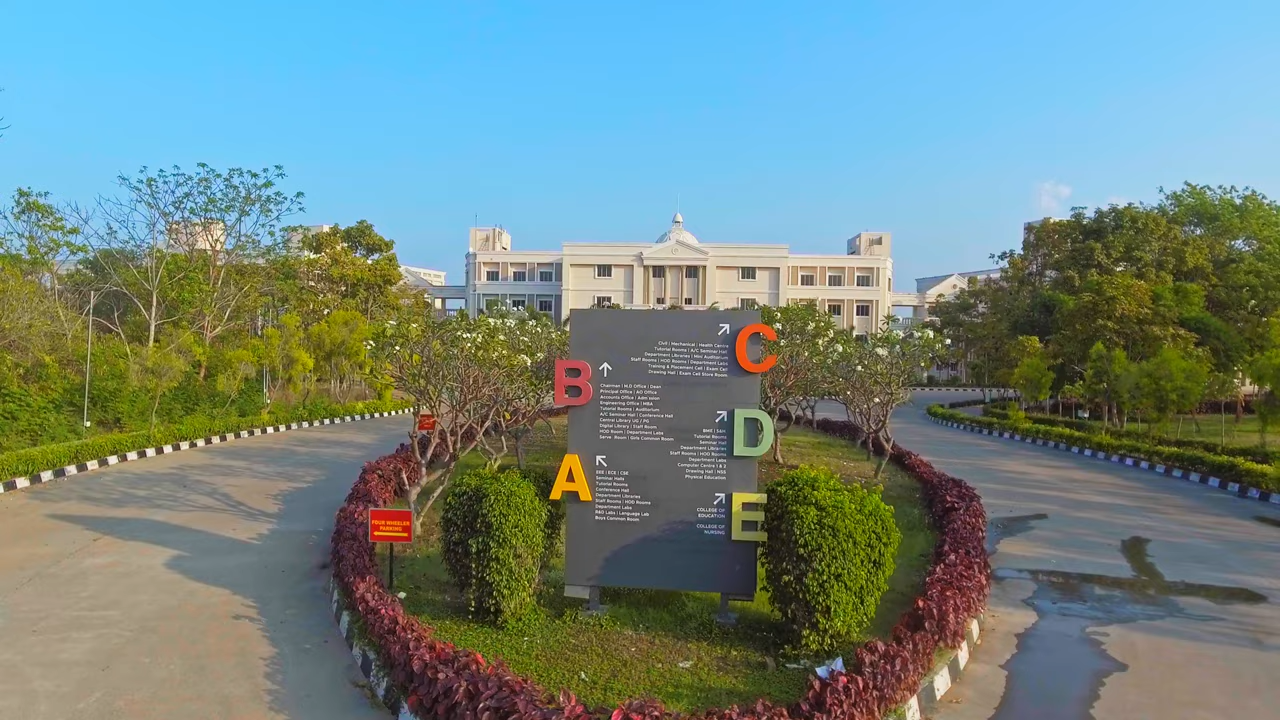 C
Civil | Mechanical | Health Centre
Tutorial Rooms | A/C Seminar Hall
Department Libraries | Mini Auditorium
Staff Rooms | HOD Rooms | Department Labs
Training & Placement Cell | Exam Cell
Drawing Hall | Exam Cell Store Room
B
Chairman | M.D Office | Dean
Principal Office | AO Office
Accounts Office | Adm ssion
Engineering Office | MBA
Tutorial Rooms | Auditorium
A/C Seminar Hall | Conference Hall
Central Library UG / PG
Digital Library | Staff Room
HOD Room | Department Labs
Serve Room | Girls Common Room
D
BME | S&H
Tutorial Rooms
Seminar Hall
Department Libraries
Staff Rooms | HOD Rooms
Department Labs
Computer Centre 1 & 2
Drawing Hall | NSS
Physical Education
A
EEE | ECE | CSE
Seminar Halls
Tutorial Rooms
Conference Hall
Department Libraries
Staff Rooms | HOD Rooms
Department Labs
R&D Labs | Language Lab
Boys Common Room
E
COLLEGE OF
EDUCATION
COLLEGE OF
NURSING
FOUR WHEELER
PARKING